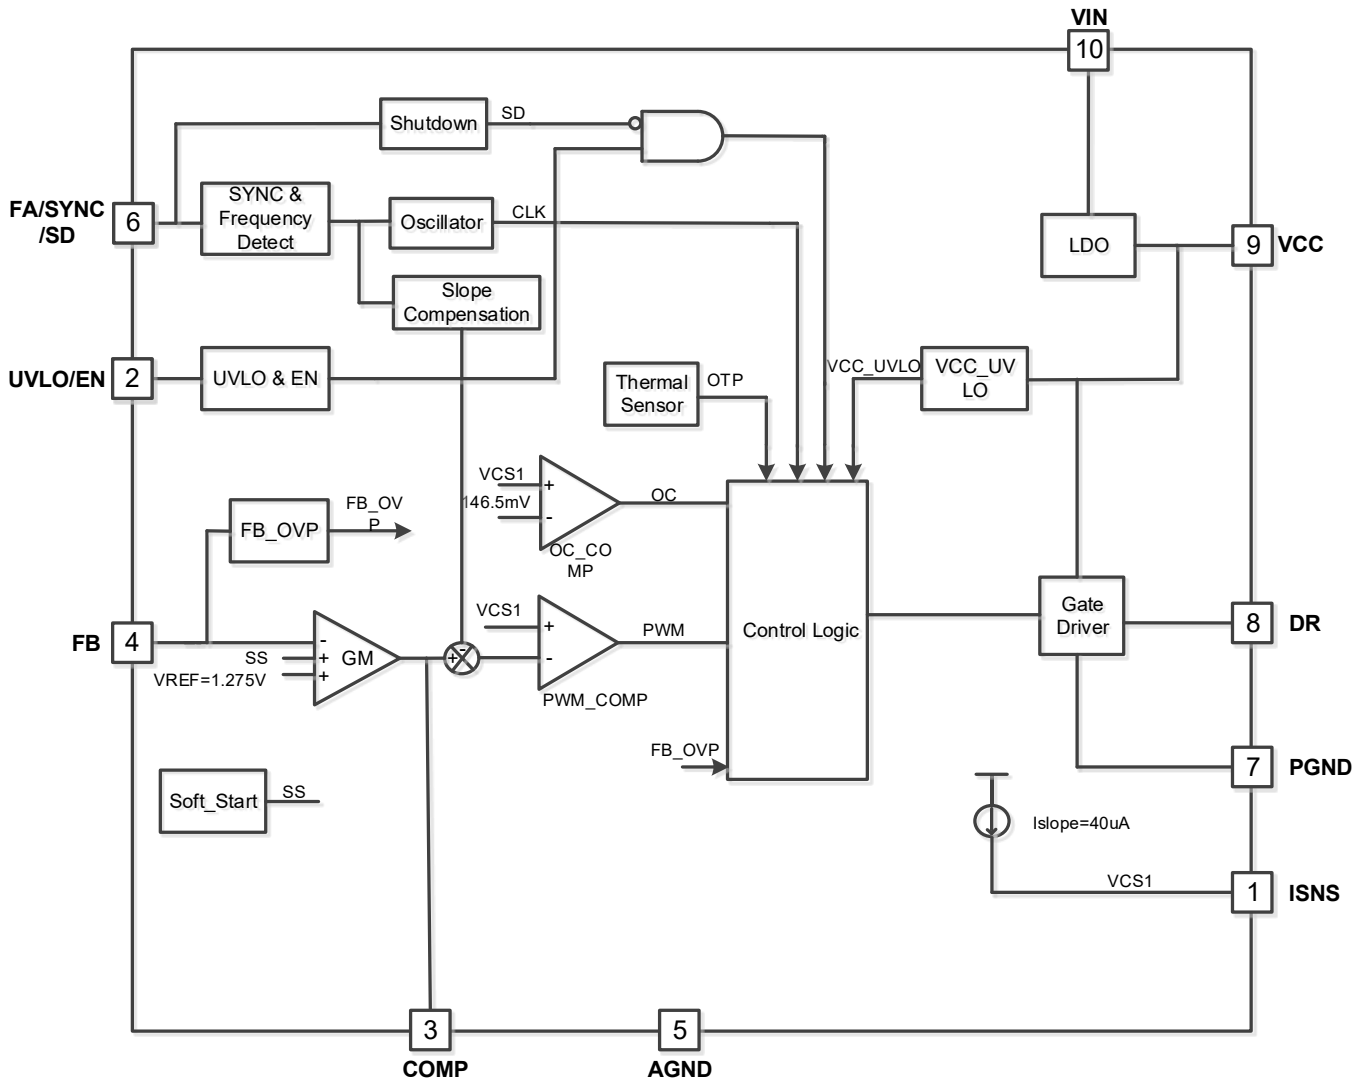 VIN
10
Shutdown
SD
FA/SYNC
/SD
6
SYNC &
Frequency
Detect
Oscillator
CLK
LDO
9
VCC
Slope
Compensation
UVLO/EN
2
UVLO & EN
Thermal
Sensor
OTP
VCC_UVLO
VCC_UV
LO
VCS1
+
146.5mV
-
OC
OC_CO
MP
FB_OVP
FB_OV
P
FB
4
-
SS
+
VREF=1.275V
+
GM
+
-
VCS1
+
-
PWM
PWM_COMP
Control Logic
Gate
Driver
8
DR
FB_OVP
7
PGND
Soft_Start
SS
Islope=40uA
VCS1
1
ISNS
3
COMP
5
AGND